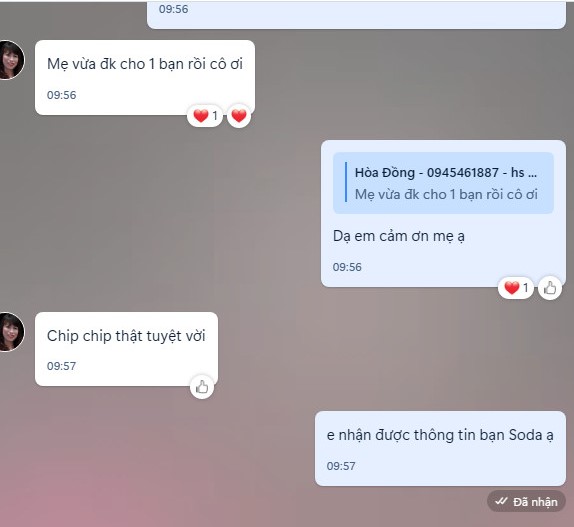 09:56
Mẹ vừa đk cho 1 bạn rồi cô ơi
09:56
1
Hòa Đồng - 0945461887 - hs ...
Mẹ vừa đk cho 1 bạn rồi cô ơi
Dạ em cảm ơn mẹ ạ
09:56
1
Chip chip thật tuyệt vời
09:57
e nhận được thông tin bạn Soda ạ
09:57
Đã nhận